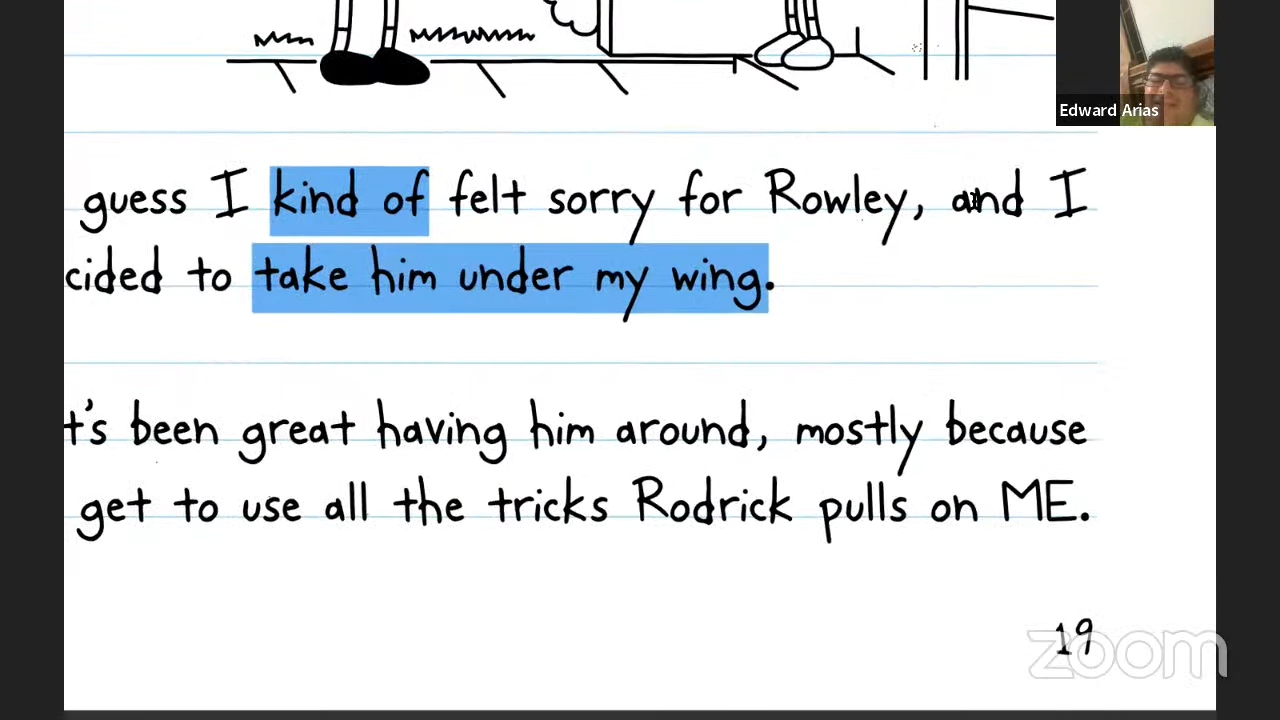 Edward Arias
guess I kind of felt sorry for Rowley, and I
cided to take him under my wing.
t's been great having him around, mostly because
get to use all the tricks Rodrick pulls on ME.
19
zoom